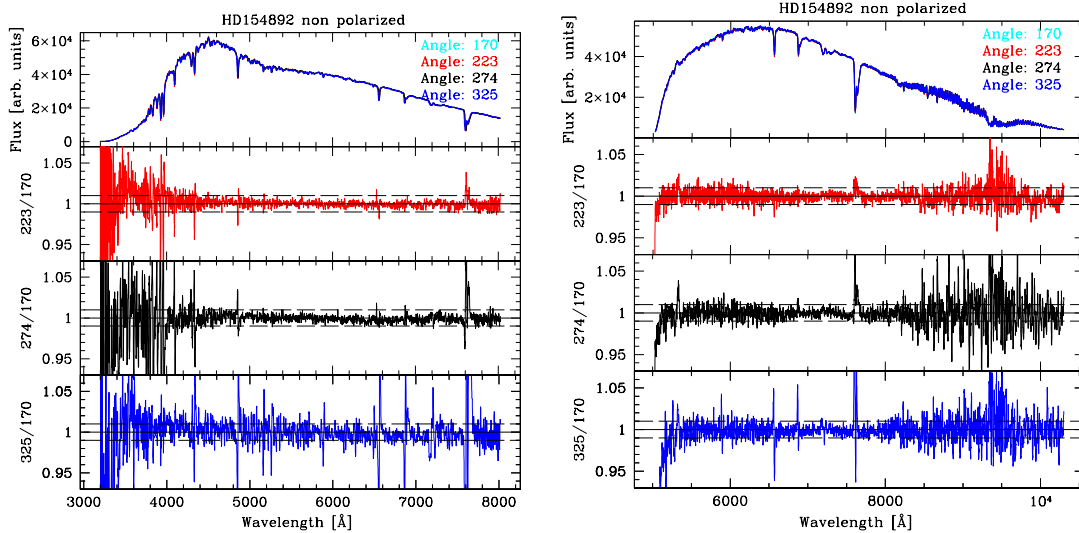 HD154892 non polarized
Flux [arb. units]
6×10⁴
4×10⁴
2×10⁴
0
Angle: 170
Angle: 223
Angle: 274
Angle: 325
223/170
1.05
1
0.95
274/170
1.05
1
0.95
325/170
1.05
1
0.95
3000 4000 5000 6000 7000 8000
Wavelength [Å]
HD154892 non polarized
Flux [arb. units]
4×10⁴
2×10⁴
Angle: 170
Angle: 223
Angle: 274
Angle: 325
223/170
1.05
1
0.95
274/170
1.05
1
0.95
325/170
1.05
1
0.95
6000 8000 10⁴
Wavelength [Å]